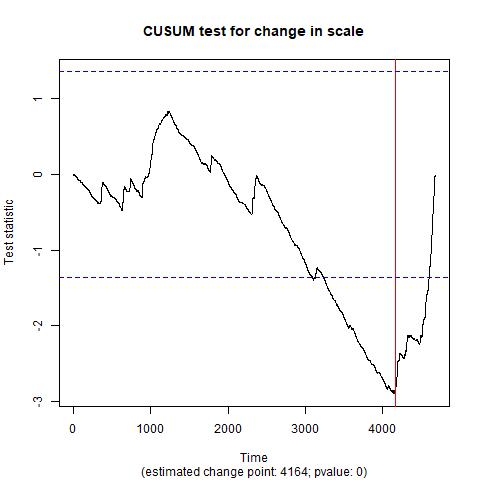 CUSUM test for change in scale
Test statistic
1
0
-1
-2
-3
0
1000
2000
3000
4000
Time
(estimated change point: 4164; pvalue: 0)